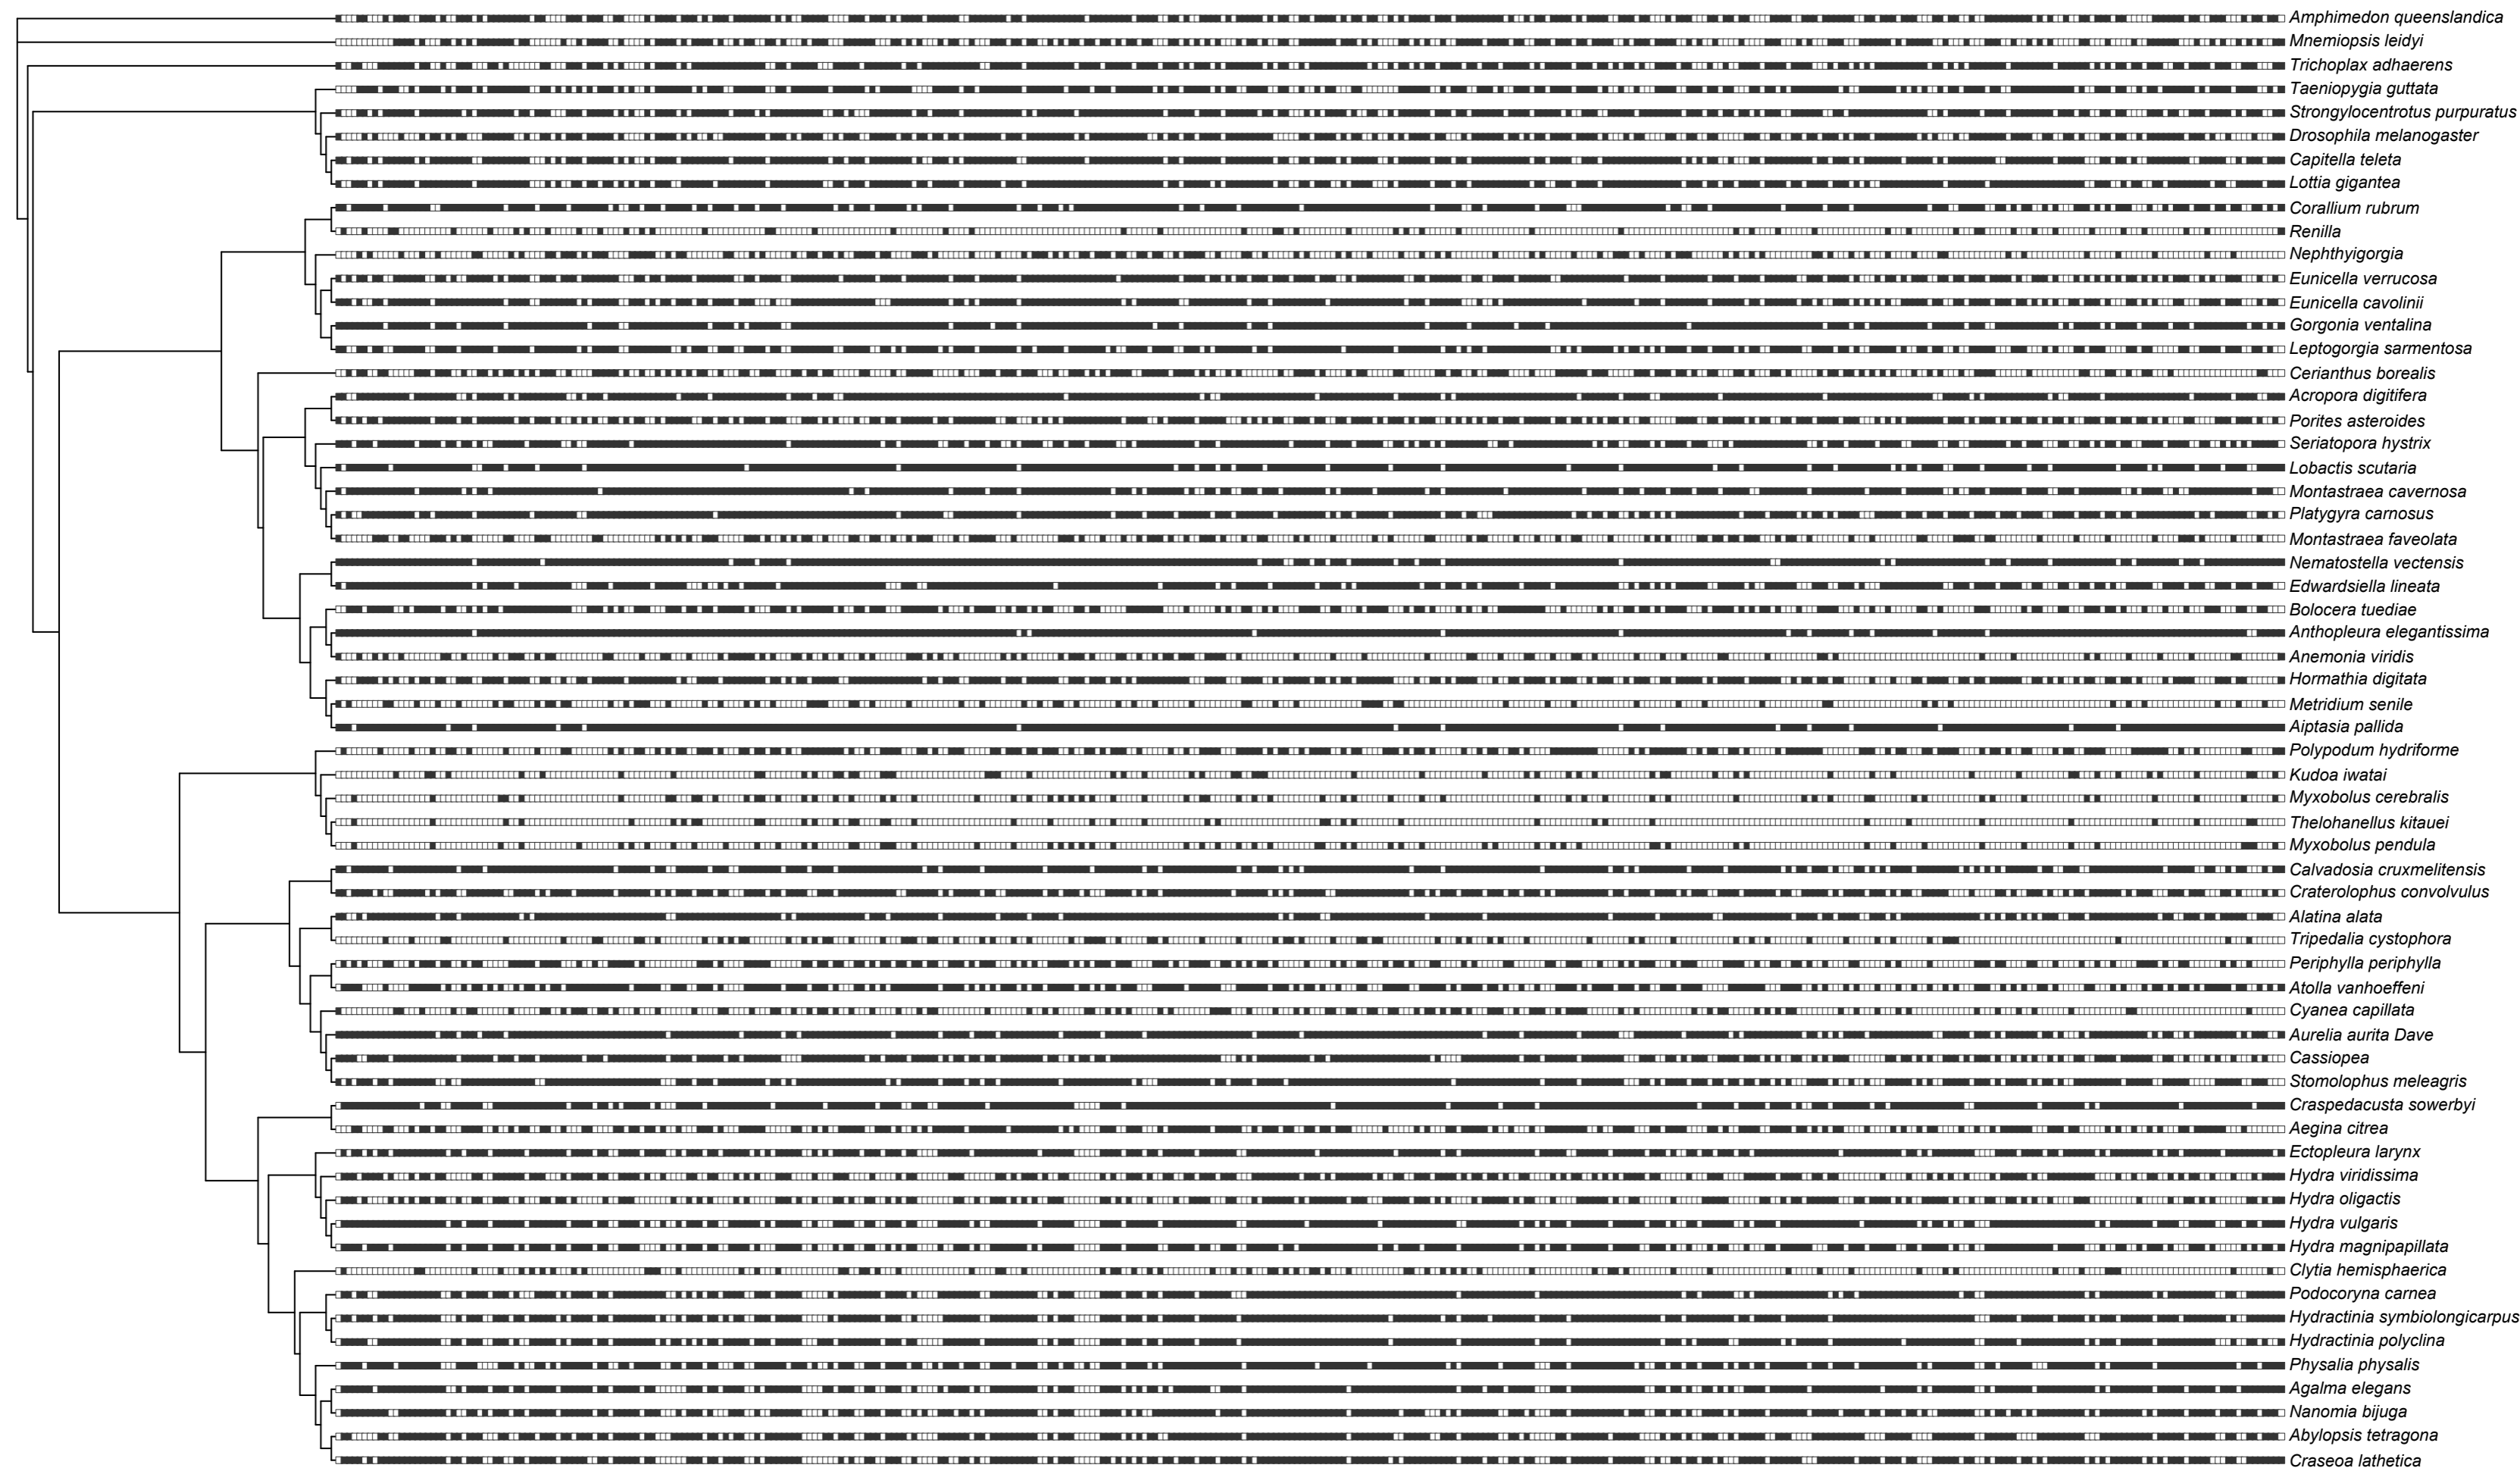 Amphimedon queenslandica
Mnemiopsis leidyi
Trichoplax adhaerens
Taeniopygia guttata
Strongylocentrotus purpuratus
Drosophila melanogaster
Capitella teleta
Lottia gigantea
Corallium rubrum
Renilla
Nephthyigorgia
Eunicella verrucosa
Eunicella cavolinii
Gorgonia ventalina
Leptogorgia sarmentosa
Cerianthus borealis
Acropora digitifera
Porites asteroides
Seriatopora hystrix
Lobactis scutaria
Montastraea cavernosa
Platygyra carnosus
Montastraea faveolata
Nematostella vectensis
Edwardsiella lineata
Bolocera tuediae
Anthopleura elegantissima
Anemonia viridis
Hormathia digitata
Metridium senile
Aiptasia pallida
Polypodum hydriforme
Kudoa iwatai
Myxobolus cerebralis
Thelohanellus kitauei
Myxobolus pendula
Calvadosia cruxmelitensis
Craterolophus convolvulus
Alatina alata
Tripedalia cystophora
Periphylla periphylla
Atolla vanhoeffeni
Cyanea capillata
Aurelia aurita Dave
Cassiopea
Stomolophus meleagris
Craspedacusta sowerbyi
Aegina citrea
Ectopleura larynx
Hydra viridissima
Hydra oligactis
Hydra vulgaris
Hydra magnipapillata
Clytia hemisphaerica
Podocoryna carnea
Hydractinia symbiolongicarpus
Hydractinia polyclina
Physalia physalis
Agalma elegans
Nanomia bijuga
Abylopsis tetragona
Craseoa lathetica